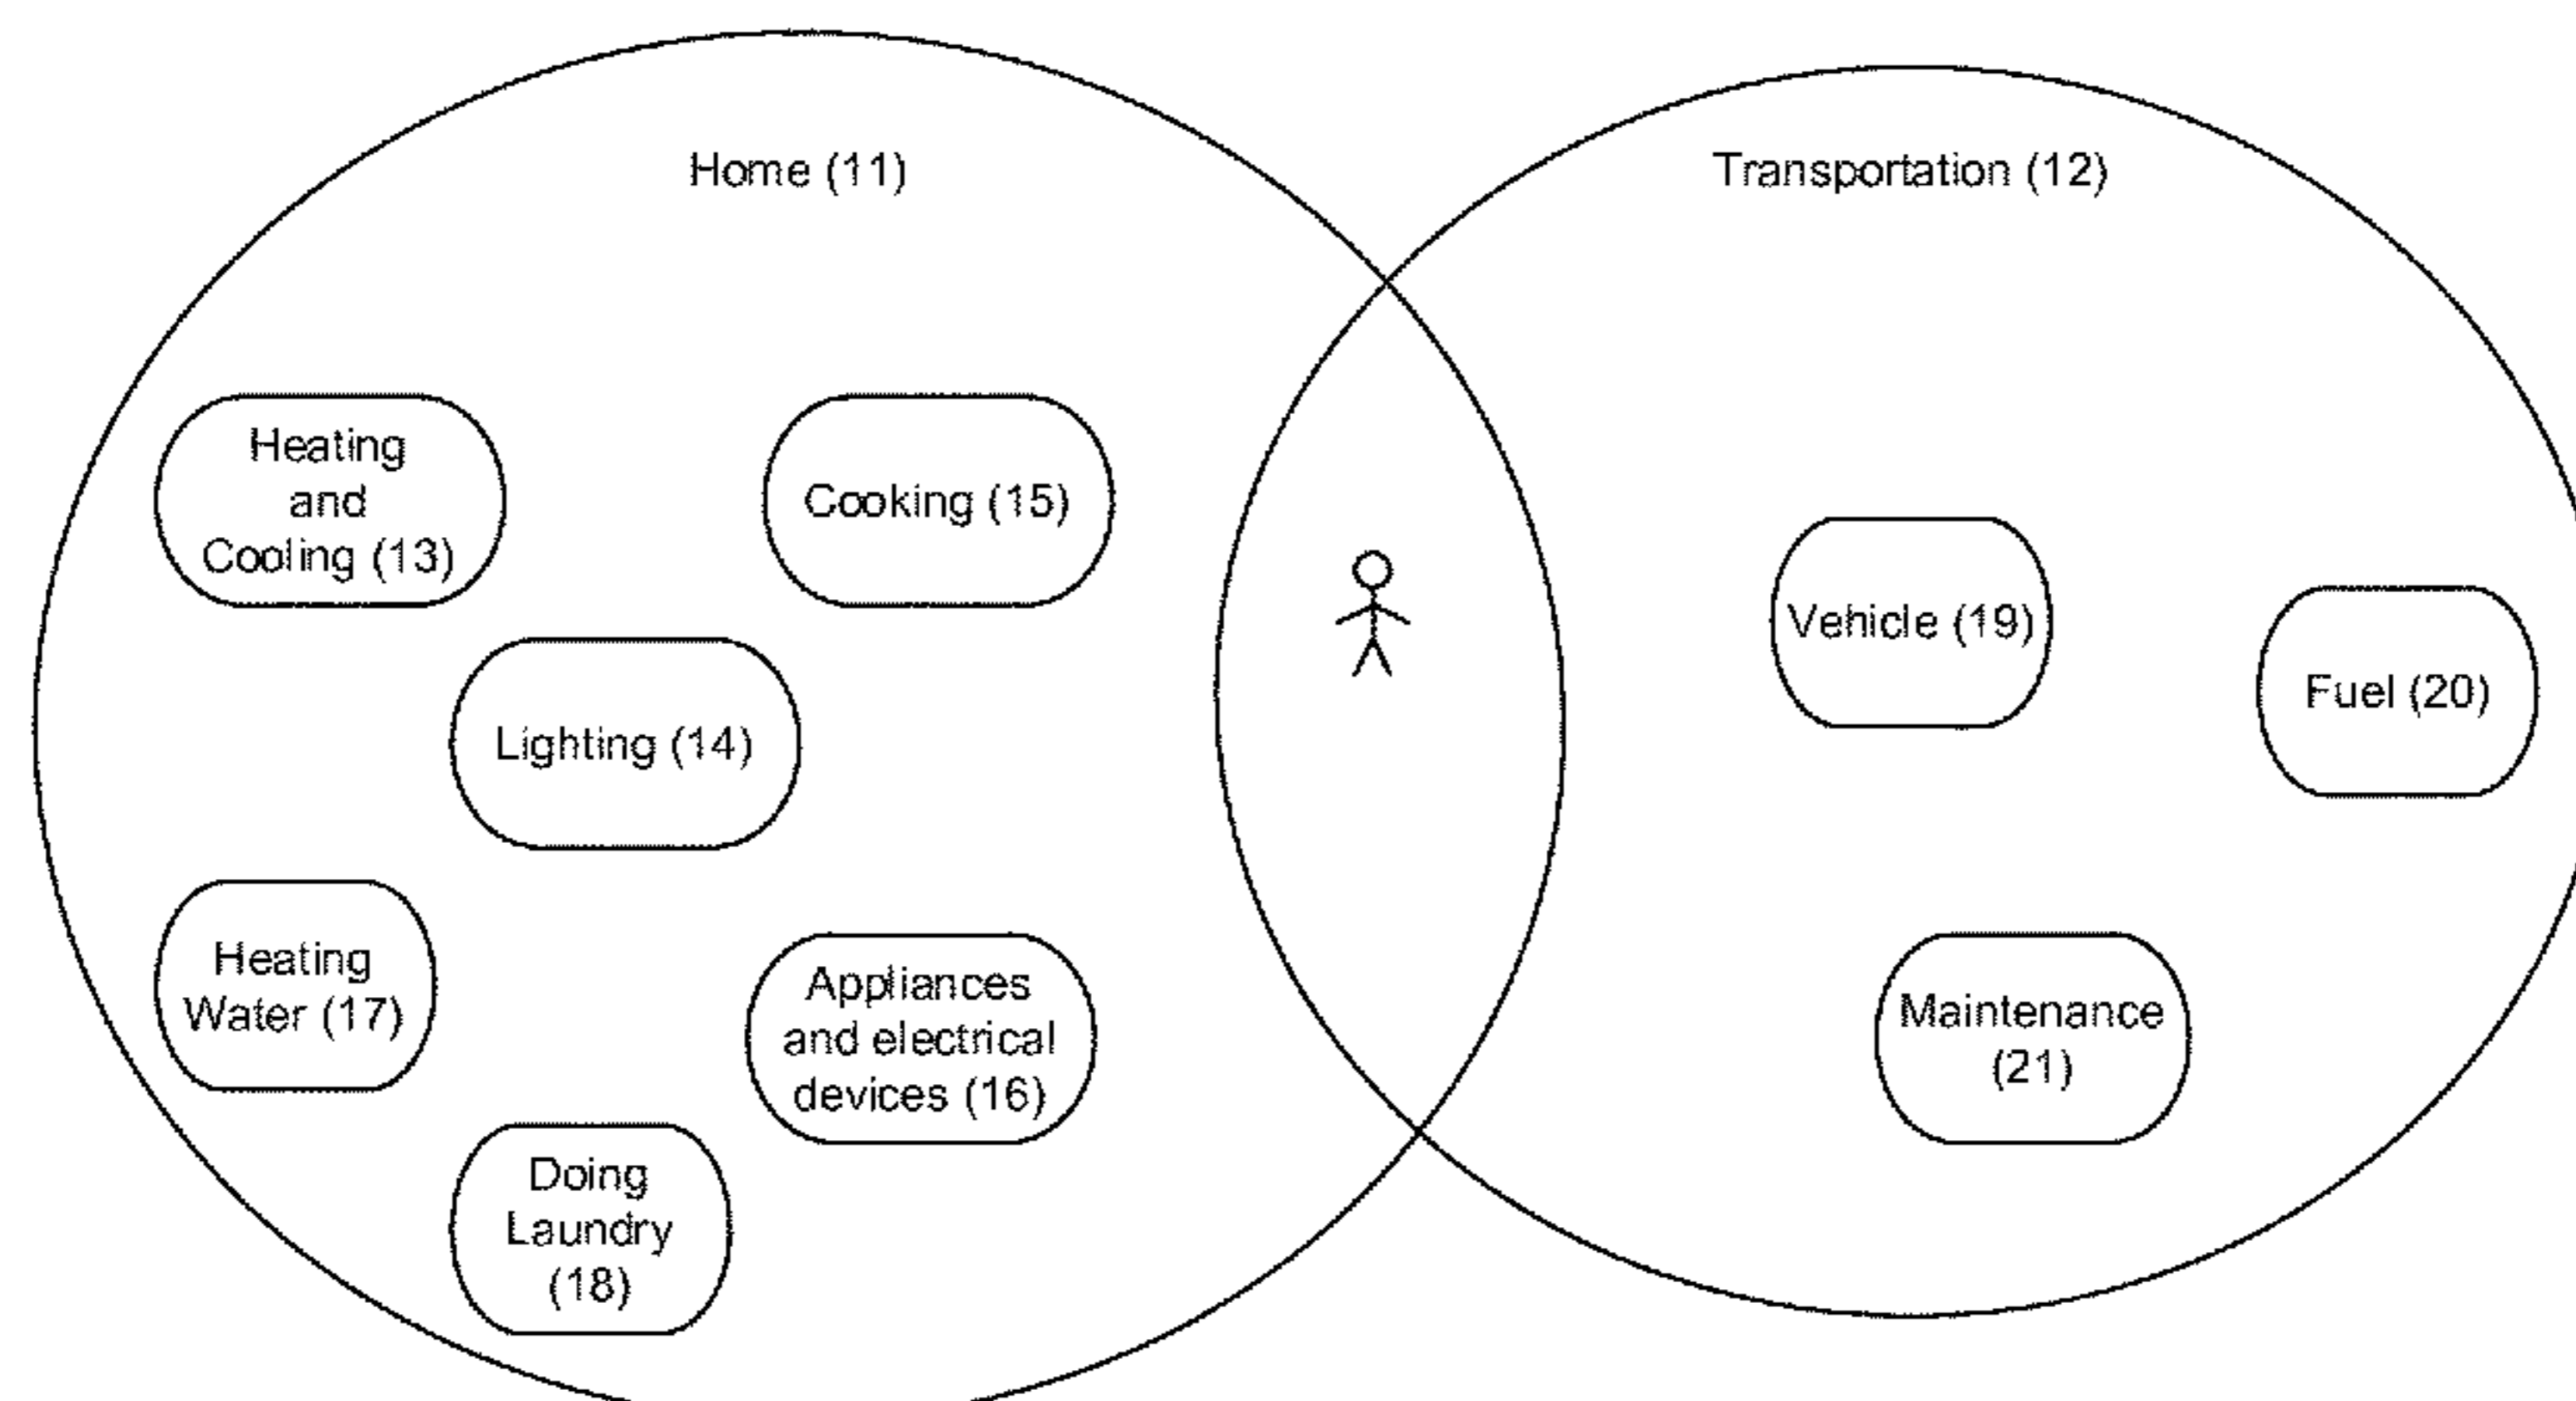 Home (11)
Transportation (12)
Heating
and
Cooling (13)
Cooking (15)
Lighting (14)
Heating
Water (17)
Appliances
and electrical
devices (16)
Doing
Laundry
(18)
Vehicle (19)
Fuel (20)
Maintenance
(21)